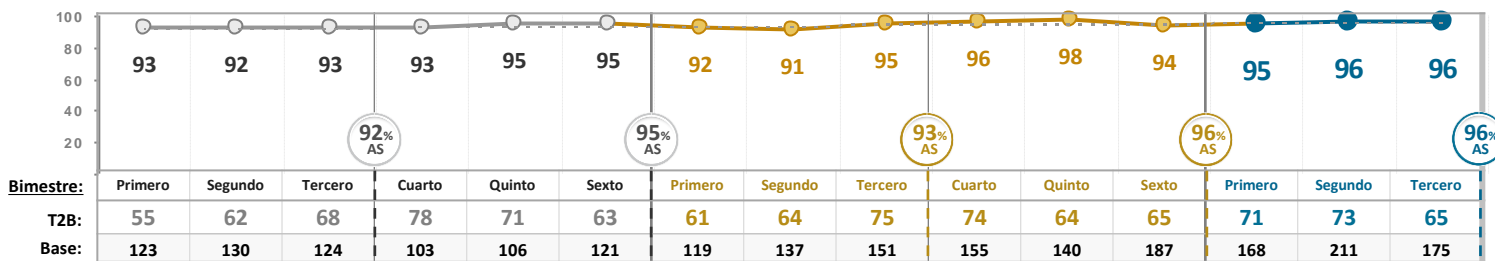 100
80
60
40
20
93 92 93 93 95 95 92 91 95 96 98 94 95 96 96
92% AS 95% AS 93% AS 96% AS 96% AS
Bimestre: Primero Segundo Tercero Cuarto Quinto Sexto Primero Segundo Tercero Cuarto Quinto Sexto Primero Segundo Tercero
T2B: 55 62 68 78 71 63 61 64 75 74 64 65 71 73 65
Base: 123 130 124 103 106 121 119 137 151 155 140 187 168 211 175